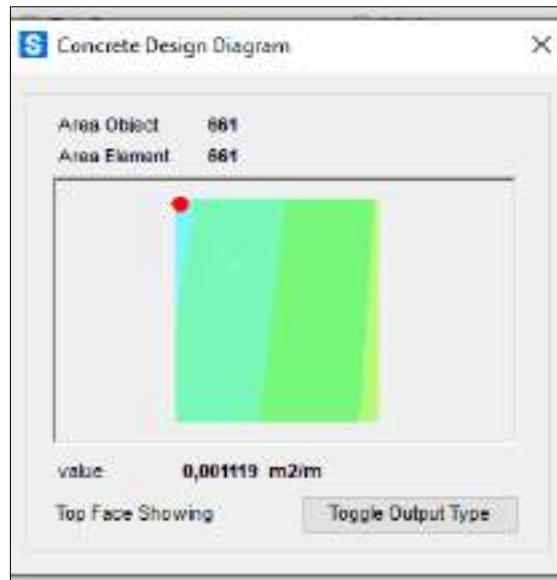 S Concrete Design Diagram
Area Object 661
Area Element 661
value 0,001119 m2/m
Top Face Showing Toggle Output Type